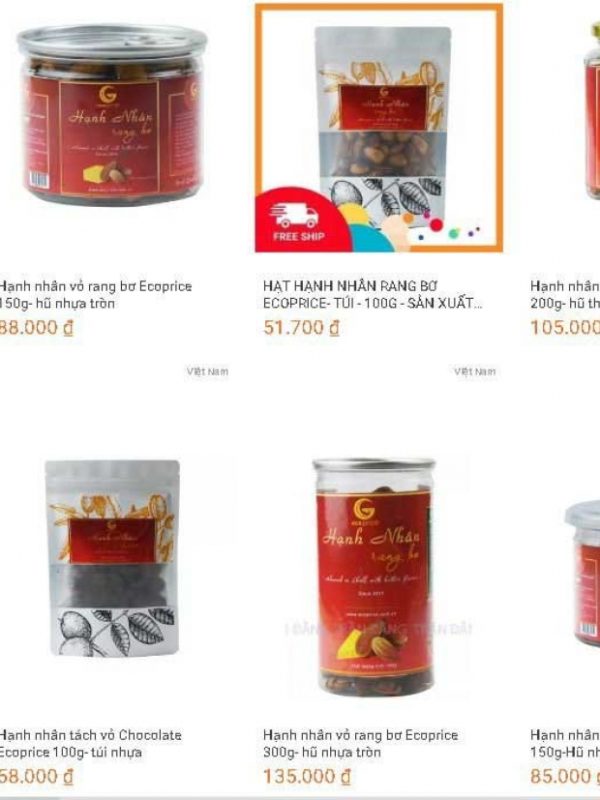 Hạnh Nhân
rang bơ
FREE SHIP
Hạnh Nhân
rang bơ
Hạnh nhân vỏ rang bơ Ecoprice
150g- hũ nhựa tròn
88.000 ₫
HẠT HẠNH NHÂN RANG BƠ
ECOPRICE- TÚI - 100G - SẢN XUẤT...
51.700 ₫
Hạnh nhân
200g- hũ th
105.000
Việt Nam
Việt Nam
Hạnh Nhân
ECOPRICE
Hạnh Nhân
rang bơ
almond in shell with butter flavor
Since 2017
Hạnh nhân tách vỏ Chocolate
Ecoprice 100g- túi nhựa
58.000 ₫
Hạnh nhân vỏ rang bơ Ecoprice
300g- hũ nhựa tròn
135.000 ₫
Hạnh nhân
150g-Hũ nh
85.000 ₫